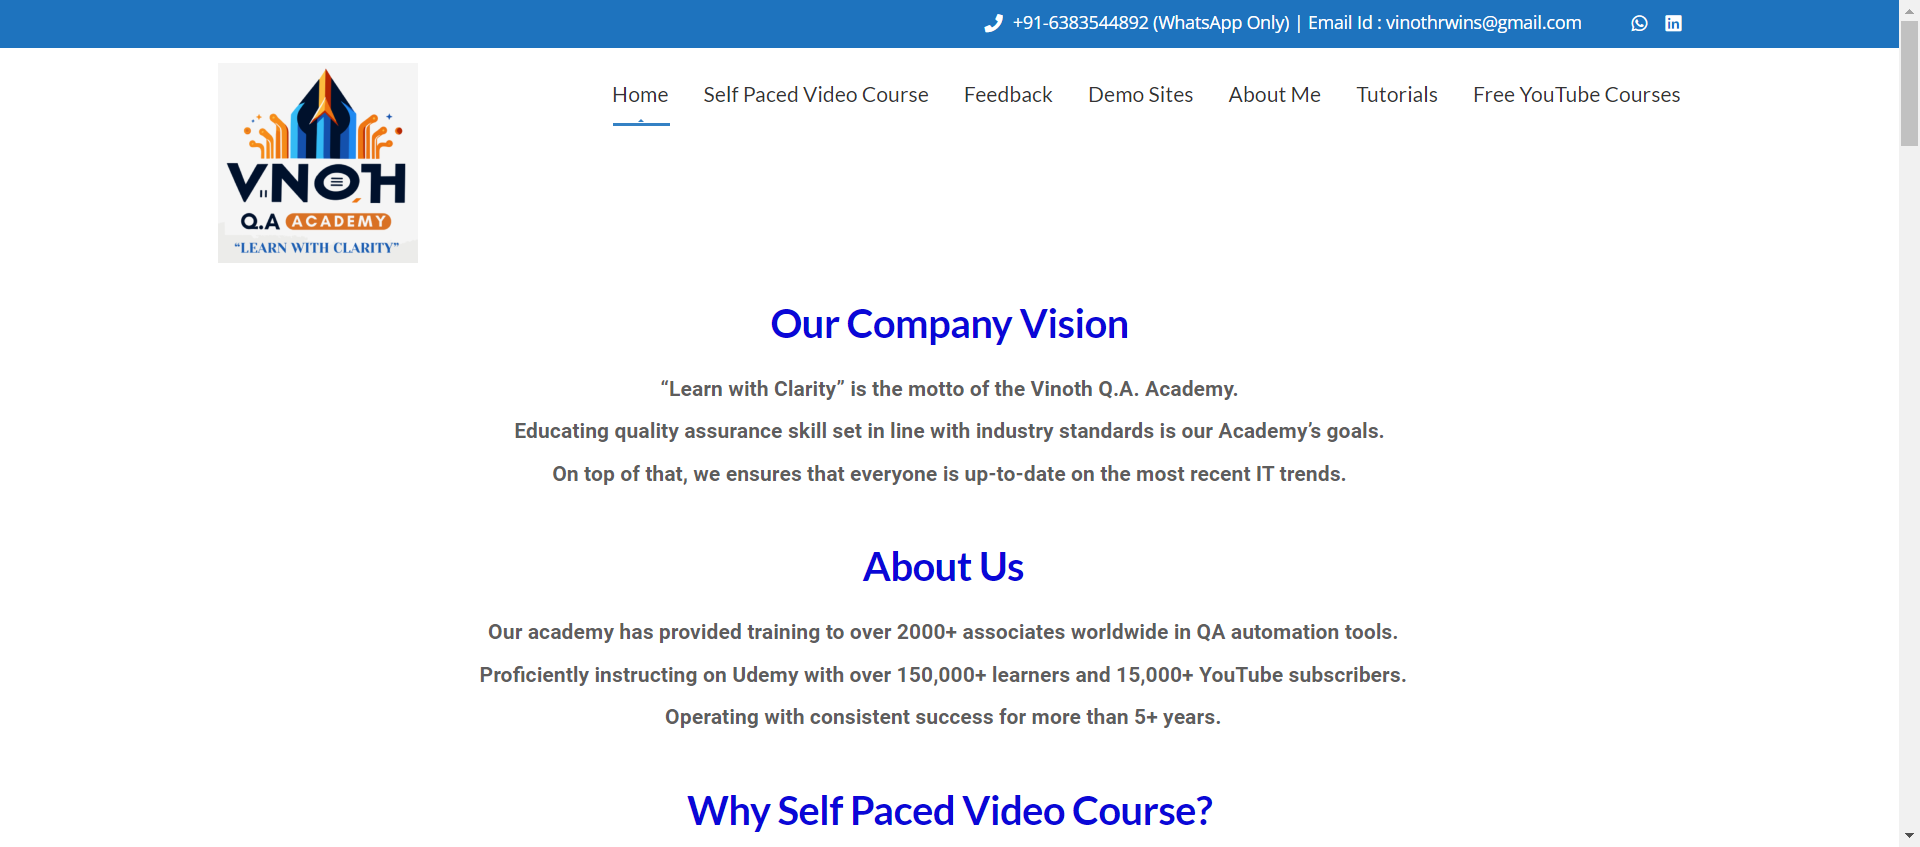 +91-6383544892 (WhatsApp Only) | Email Id : vinothrwins@gmail.com
Home Self Paced Video Course Feedback Demo Sites About Me Tutorials Free YouTube Courses
VNOTH
Q.A ACADEMY
“LEARN WITH CLARITY”
Our Company Vision
“Learn with Clarity” is the motto of the Vinoth Q.A. Academy.
Educating quality assurance skill set in line with industry standards is our Academy’s goals.
On top of that, we ensures that everyone is up-to-date on the most recent IT trends.
About Us
Our academy has provided training to over 2000+ associates worldwide in QA automation tools.
Proficiently instructing on Udemy with over 150,000+ learners and 15,000+ YouTube subscribers.
Operating with consistent success for more than 5+ years.
Why Self Paced Video Course?